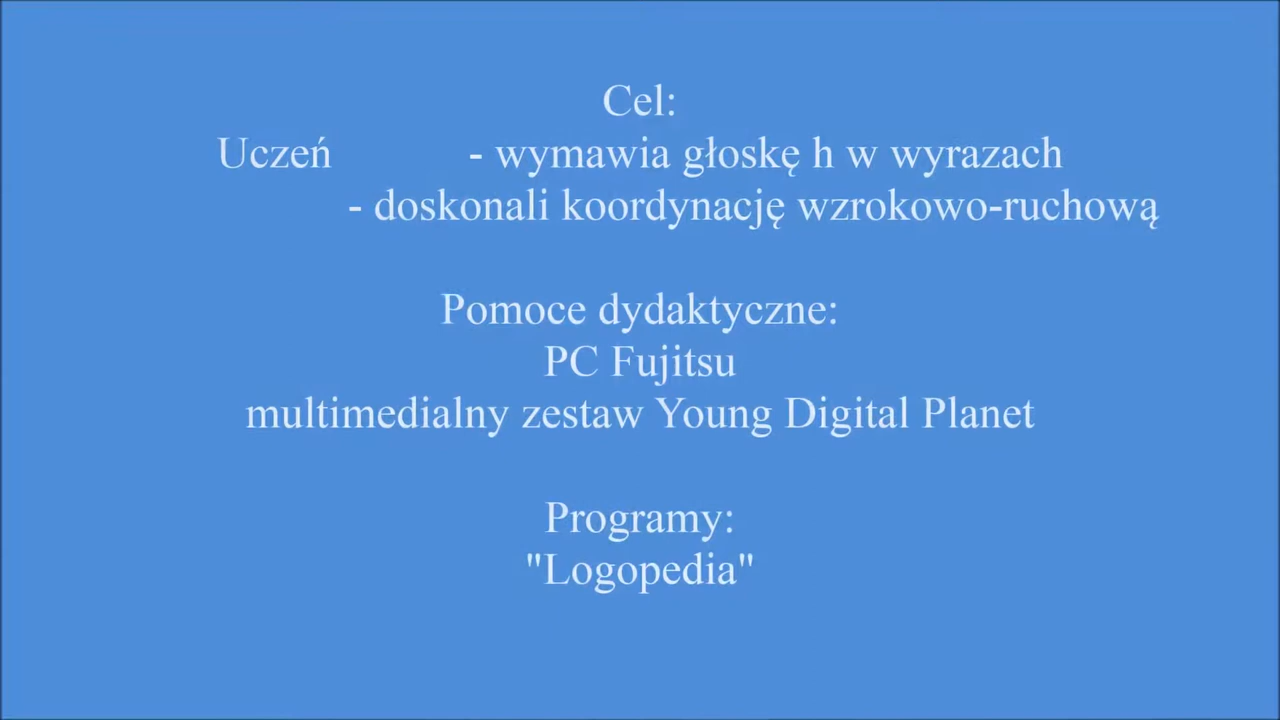 Cel:
Uczeń - wymawia głoskę h w wyrazach
- doskonali koordynację wzrokowo-ruchową
Pomoce dydaktyczne:
PC Fujitsu
multimedialny zestaw Young Digital Planet
Programy:
"Logopedia"